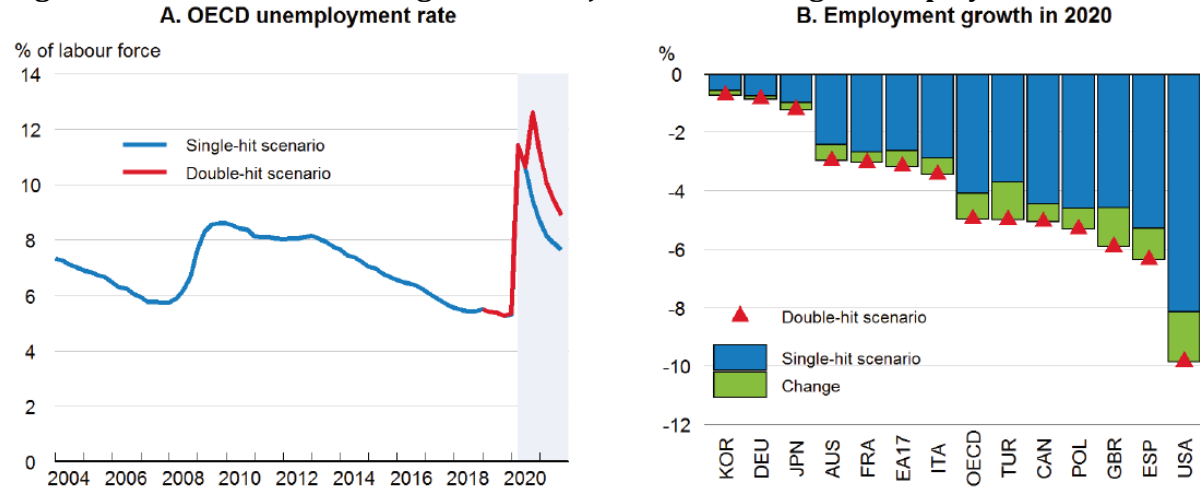 A. OECD unemployment rate
% of labour force
14
12
10
8
6
4
2
0
Single-hit scenario
Double-hit scenario
2004 2006 2008 2010 2012 2014 2016 2018 2020
B. Employment growth in 2020
%
0
-2
-4
-6
-8
-10
-12
Double-hit scenario
Single-hit scenario
Change
KOR DEU JPN AUS FRA EA17 ITA OECD TUR CAN POL GBR ESP USA